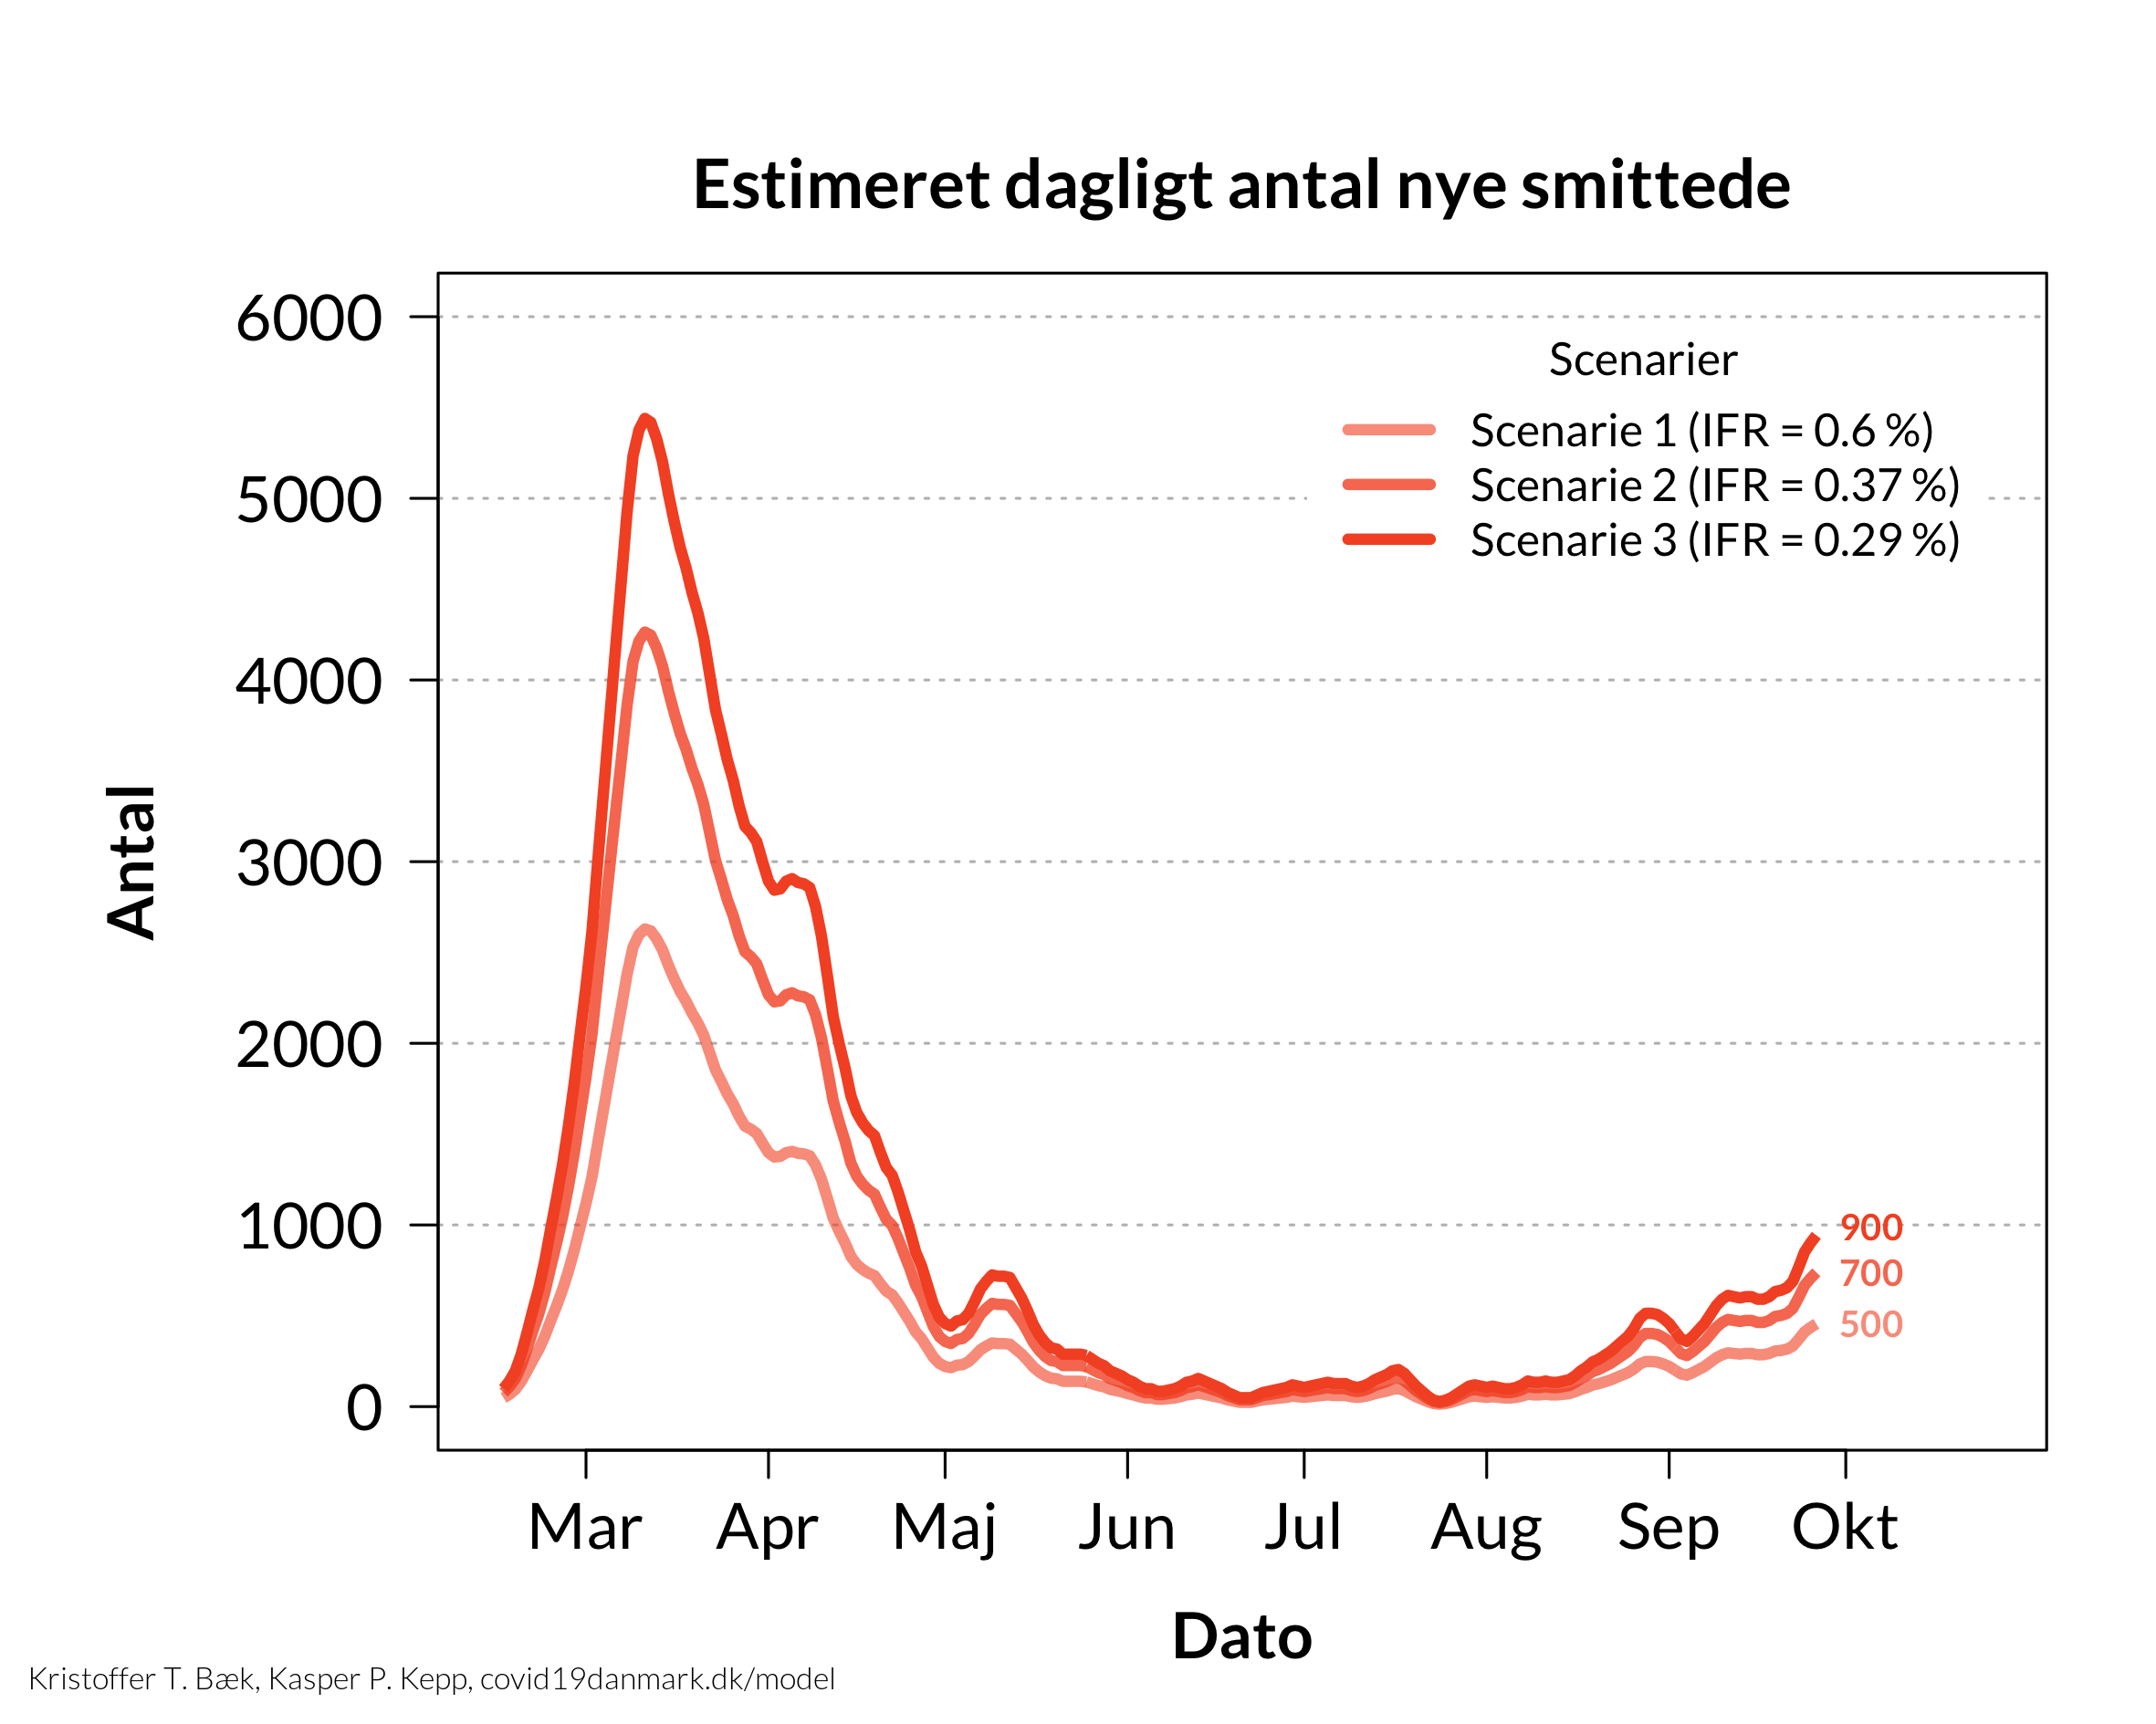 Estimeret dagligt antal nye smittede
Antal
6000
5000
4000
3000
2000
1000
0
Scenarier
Scenarie 1 (IFR = 0.6 %)
Scenarie 2 (IFR = 0.37 %)
Scenarie 3 (IFR = 0.29 %)
900
700
500
Mar Apr Maj Jun Jul Aug Sep Okt
Dato
Kristoffer T. Bæk, Kasper P. Kepp, covid19danmark.dk/model